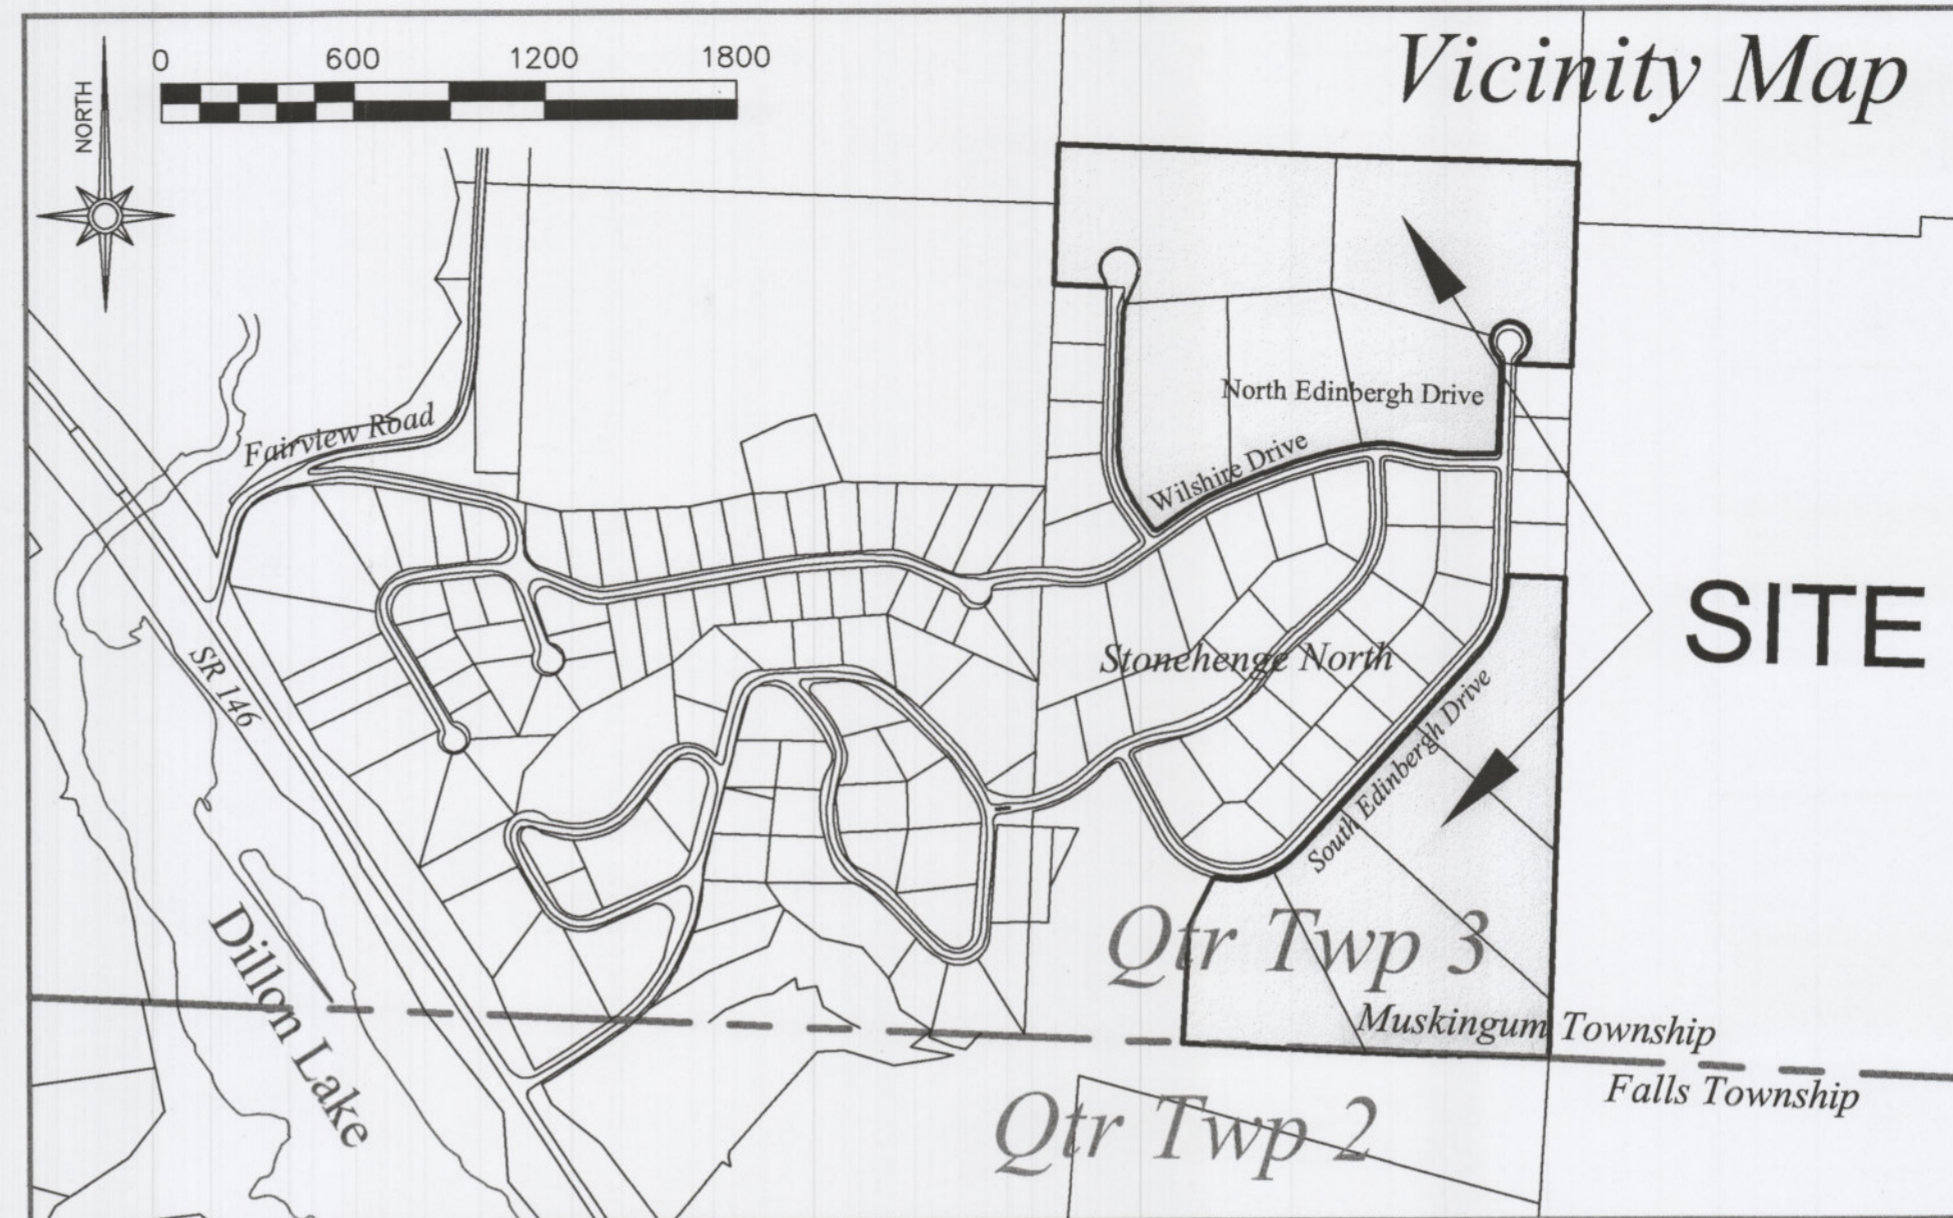 0 600 1200 1800
Vicinity Map
NORTH
North Edinbergh Drive
Fairview Road
Wilshire Drive
SITE
Stonehenge North
SR 146
South Edinbergh Drive
Qtr Twp 3
Dillon Lake
Muskingum Township
Falls Township
Qtr Twp 2